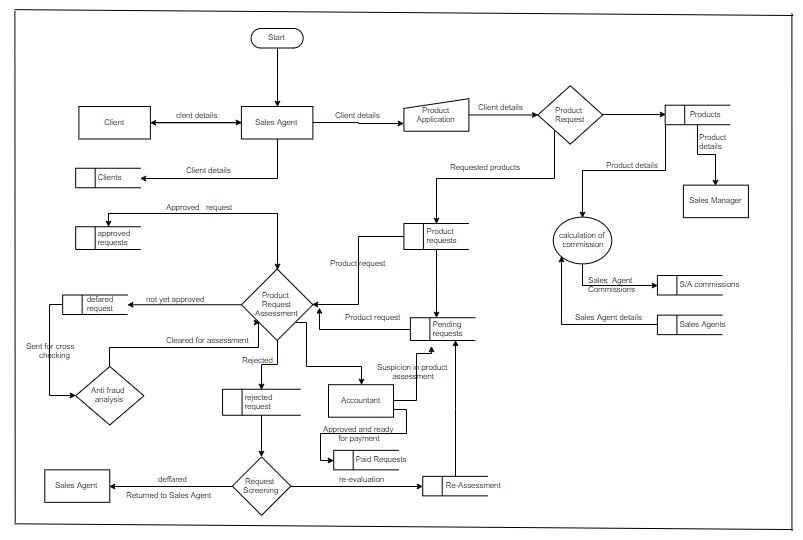 Start
Client
clent details
Sales Agent
Client details
Product
Application
Client details
Product
Request
Products
Product
details
Sales Manager
Product details
Requested products
Clients
Client details
Approved request
approved
requests
Product
requests
calculation of
commission
Product request
Sales Agent
Commissions
S/A commissions
Sales Agent details
Sales Agents
defared
request
not yet approved
Product
Request
Assessment
Product request
Pending
requests
Sent for cross
checking
Cleared for assessment
Rejected
Suspicion in product
assessment
Anti fraud
analysis
rejected
request
Accountant
Approved and ready
for payment
Paid Requests
Sales Agent
deffared
Returned to Sales Agent
Request
Screening
re-evaluation
Re-Assessment